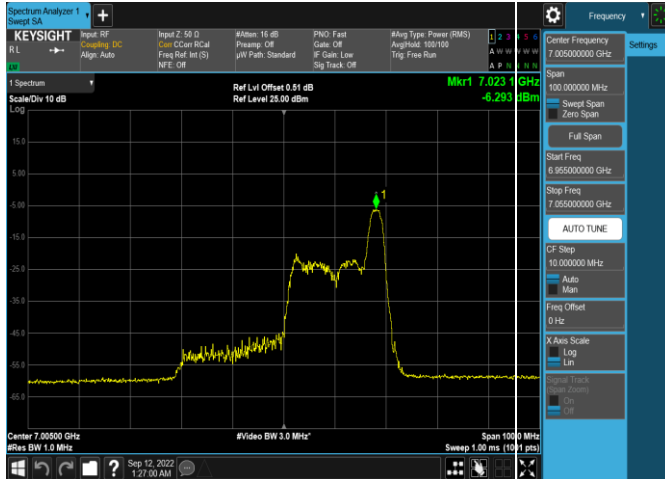 Spectrum Analyzer 1
Swept SA
Frequency
KEYSIGHT
RL
Input: RF
Coupling: DC
Align: Auto
Input Z: 50 Ω
Corr CCorr RCal
Freq Ref: Int (S)
NFE: Off
#Atten: 16 dB
Preamp: Off
µW Path: Standard
PNO: Fast
Gate: Off
IF Gain: Low
Sig Track: Off
#Avg Type: Power (RMS)
Avg|Hold: 100/100
Trig: Free Run
1 2 3 4 5 6
A W W W W W
A P N N N N
1 Spectrum
Scale/Div 10 dB
Log
Ref Lvl Offset 0.51 dB
Ref Level 25.00 dBm
Mkr1 7.023 1 GHz
-6.293 dBm
15.0
5.00
-5.00
-15.0
-25.0
-35.0
-45.0
-55.0
-65.0
1
Center 7.00500 GHz
#Res BW 1.0 MHz
#Video BW 3.0 MHz*
Span 100.0 MHz
Sweep 1.00 ms (1001 pts)
Sep 12, 2022
1:27:00 AM
Center Frequency
7.005000000 GHz
Settings
Span
100.000000 MHz
Swept Span
Zero Span
Full Span
Start Freq
6.955000000 GHz
Stop Freq
7.055000000 GHz
AUTO TUNE
CF Step
10.000000 MHz
Auto
Man
Freq Offset
0 Hz
X Axis Scale
Log
Lin
Signal Track
(Span Zoom)
On
Off